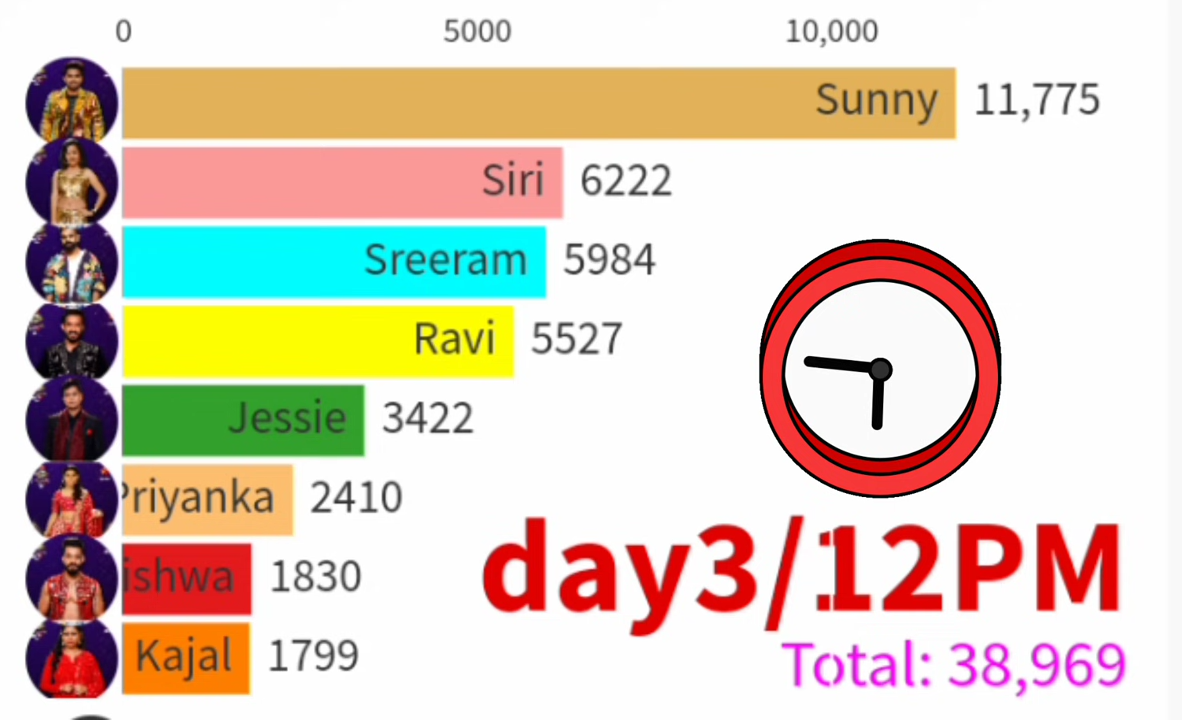 0 5000 10,000
Sunny 11,775
Siri 6222
Sreeram 5984
Ravi 5527
Jessie 3422
Priyanka 2410
ishwa 1830
Kajal 1799
day3/12PM
Total: 38,969